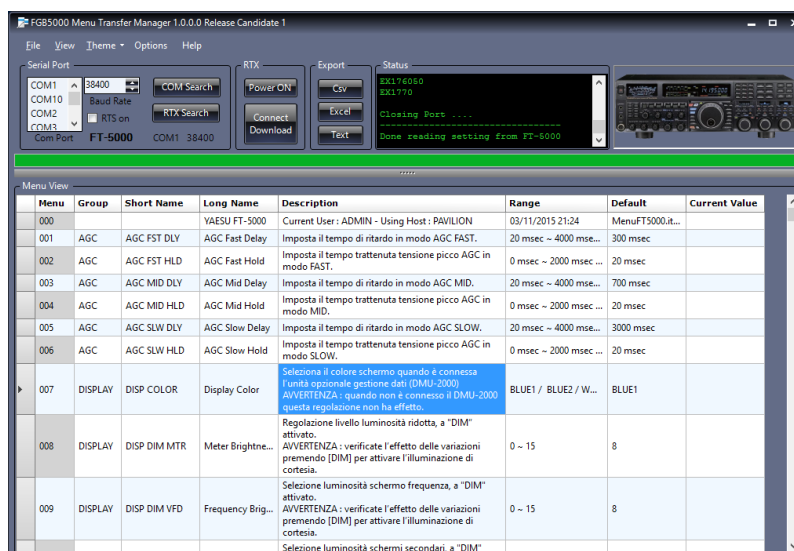 FGB5000 Menu Transfer Manager 1.0.0.0 Release Candidate 1
File View Theme Options Help
Serial Port
COM1
COM10
COM2
COM3
Com Port
38400
Baud Rate
RTS on
FT-5000
COM Search
RTX Search
COM1 38400
RTX
Power ON
Connect
Download
Export
Csv
Excel
Text
Status
EX176050
EX1770
Closing Port ....
------------------------------------
Done reading setting from FT-5000
Menu View
Menu Group Short Name Long Name Description Range Default Current Value
000 YAESU FT-5000 Current User : ADMIN - Using Host : PAVILION 03/11/2015 21:24 MenuFT5000.it...
001 AGC AGC FST DLY AGC Fast Delay Imposta il tempo di ritardo in modo AGC FAST. 20 msec ~ 4000 mse... 300 msec
002 AGC AGC FST HLD AGC Fast Hold Imposta il tempo trattenuta tensione picco AGC in
modo FAST. 0 msec ~ 2000 msec ... 20 msec
003 AGC AGC MID DLY AGC Mid Delay Imposta il tempo di ritardo in modo AGC MID. 20 msec ~ 4000 mse... 700 msec
004 AGC AGC MID HLD AGC Mid Hold Imposta il tempo trattenuta tensione picco AGC in
modo MID. 0 msec ~ 2000 msec ... 20 msec
005 AGC AGC SLW DLY AGC Slow Delay Imposta il tempo di ritardo in modo AGC SLOW. 20 msec ~ 4000 mse... 3000 msec
006 AGC AGC SLW HLD AGC Slow Hold Imposta il tempo trattenuta tensione picco AGC in
modo SLOW. 0 msec ~ 2000 msec ... 20 msec
007 DISPLAY DISP COLOR Display Color Seleziona il colore schermo quando è connessa
l'unità opzionale gestione dati (DMU-2000)
AVVERTENZA : quando non è connesso il DMU-2000
questa regolazione non ha effetto. BLUE1 / BLUE2 / W... BLUE1
008 DISPLAY DISP DIM MTR Meter Brightne... Regolazione livello luminosità ridotta, a "DIM"
attivato.
AVVERTENZA : verificate l'effetto delle variazioni
premendo [DIM] per attivare l'illuminazione di
cortesia. 0 ~ 15 8
009 DISPLAY DISP DIM VFD Frequency Brig... Selezione luminosità schermo frequenza, a "DIM"
attivato.
AVVERTENZA : verificate l'effetto delle variazioni
premendo [DIM] per attivare l'illuminazione di
cortesia. 0 ~ 15 8
Selezione luminosità schermi secondari, a "DIM"